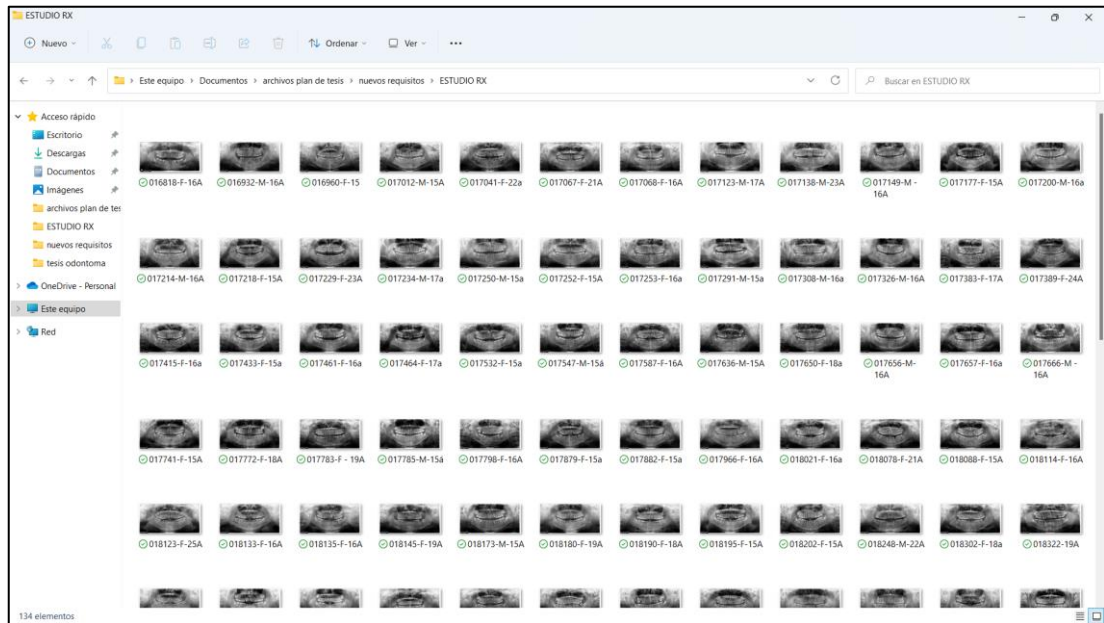 ESTUDIO RX
Nuevo Ordenar Ver
Este equipo > Documentos > archivos plan de tesis > nuevos requisitos > ESTUDIO RX
Buscar en ESTUDIO RX
Acceso rápido
Escritorio
Descargas
Documentos
Imágenes
archivos plan de tes
ESTUDIO RX
nuevos requisitos
tesis odontoma
OneDrive - Personal
Este equipo
Red
016818-F-16A 016932-M-16A 016960-F-15 017012-M-15A 017041-F-22a 017067-F-21A 017068-F-16A 017123-M-17A 017138-M-23A 017149-M - 017177-F-15A 017200-M-16a
16A
017214-M-16A 017218-F-15A 017229-F-23A 017234-M-17a 017250-M-15a 017252-F-15A 017253-F-16a 017291-M-15a 017308-M-16a 017326-M-16A 017383-F-17A 017389-F-24A
017415-F-16a 017433-F-15a 017461-F-16a 017464-F-17a 017532-F-15a 017547-M-15á 017587-F-16A 017636-M-15A 017650-F-18a 017656-M- 017657-F-16a 017666-M -
16A 16A
017741-F-15A 017772-F-18A 017783-F - 19A 017785-M-15á 017798-F-16A 017879-F-15a 017882-F-15a 017966-F-16A 018021-F-16a 018078-F-21A 018088-F-15A 018114-F-16A
018123-F-25A 018133-F-16A 018135-F-16A 018145-F-19A 018173-M-15A 018180-F-19A 018190-F-18A 018195-F-15A 018202-F-15A 018248-M-22A 018302-F-18a 018322-19A
134 elementos